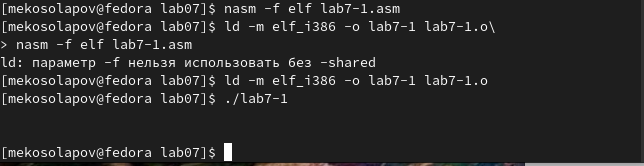 [mekosolapov@fedora lab07]$ nasm -f elf lab7-1.asm
[mekosolapov@fedora lab07]$ ld -m elf_i386 -o lab7-1 lab7-1.o\
> nasm -f elf lab7-1.asm
ld: параметр -f нельзя использовать без -shared
[mekosolapov@fedora lab07]$ ld -m elf_i386 -o lab7-1 lab7-1.o
[mekosolapov@fedora lab07]$ ./lab7-1
[mekosolapov@fedora lab07]$